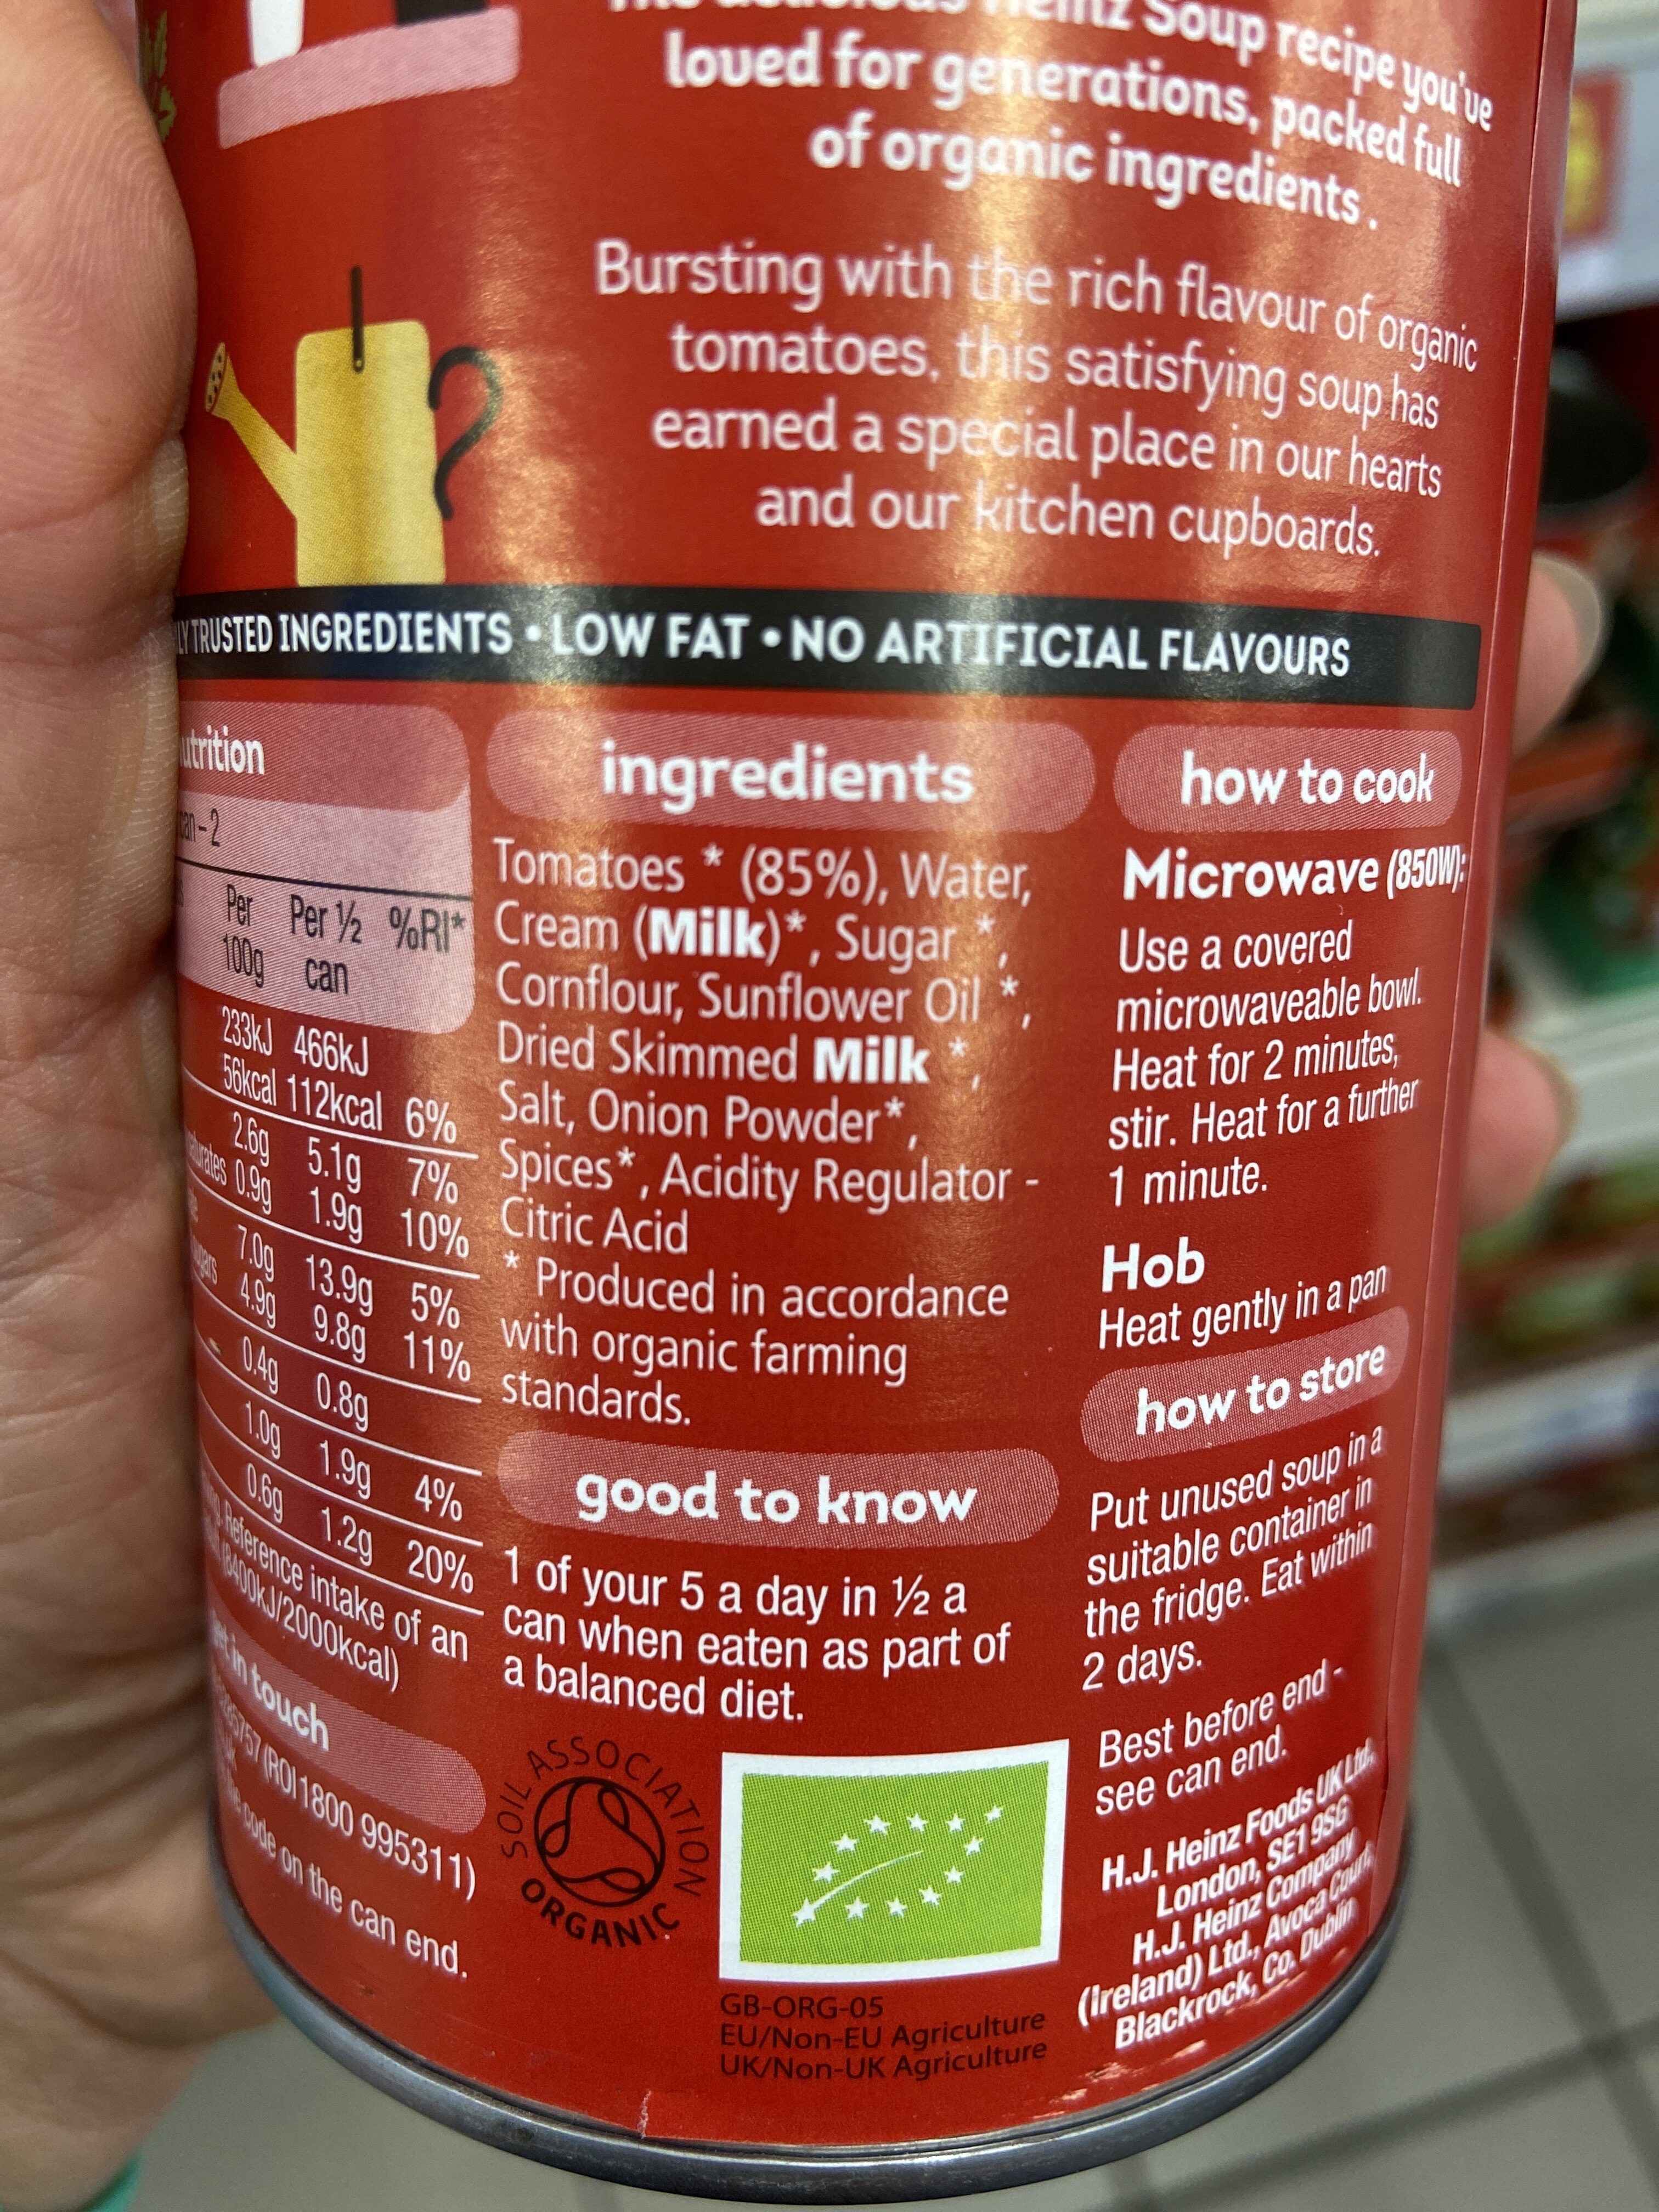 Heinz Soup recipe you've
loved for generations, packed full
of organic ingredients.
Bursting with the rich flavour of organic
tomatoes, this satisfying soup has
earned a special place in our hearts
and our kitchen cupboards.
TRUSTED INGREDIENTS • LOW FAT • NO ARTIFICIAL FLAVOURS
utrition
an - 2
Per 100g Per ½ can %RI*
233kJ 466kJ
56kcal 112kcal 6%
2.6g 5.1g 7%
0.9g 1.9g 10%
7.0g 13.9g 5%
4.9g 9.8g 11%
0.4g 0.8g
1.0g 1.9g 4%
0.6g 1.2g 20%
Reference intake of an
(8400kJ/2000kcal)
in touch
(ROI 1800 995311)
code on the can end.
ingredients
Tomatoes * (85%), Water,
Cream (Milk)*, Sugar *,
Cornflour, Sunflower Oil *,
Dried Skimmed Milk *,
Salt, Onion Powder*,
Spices*, Acidity Regulator -
Citric Acid
* Produced in accordance
with organic farming
standards.
good to know
1 of your 5 a day in ½ a
can when eaten as part of
a balanced diet.
SOIL ASSOCIATION
ORGANIC
GB-ORG-05
EU/Non-EU Agriculture
UK/Non-UK Agriculture
how to cook
Microwave (850W):
Use a covered
microwaveable bowl.
Heat for 2 minutes,
stir. Heat for a further
1 minute.
Hob
Heat gently in a pan
how to store
Put unused soup in a
suitable container in
the fridge. Eat within
2 days.
Best before end -
see can end.
H.J. Heinz Foods UK Ltd.
London, SE1 9SG
H.J. Heinz Company
(Ireland) Ltd., Avoca Court,
Blackrock, Co. Dublin